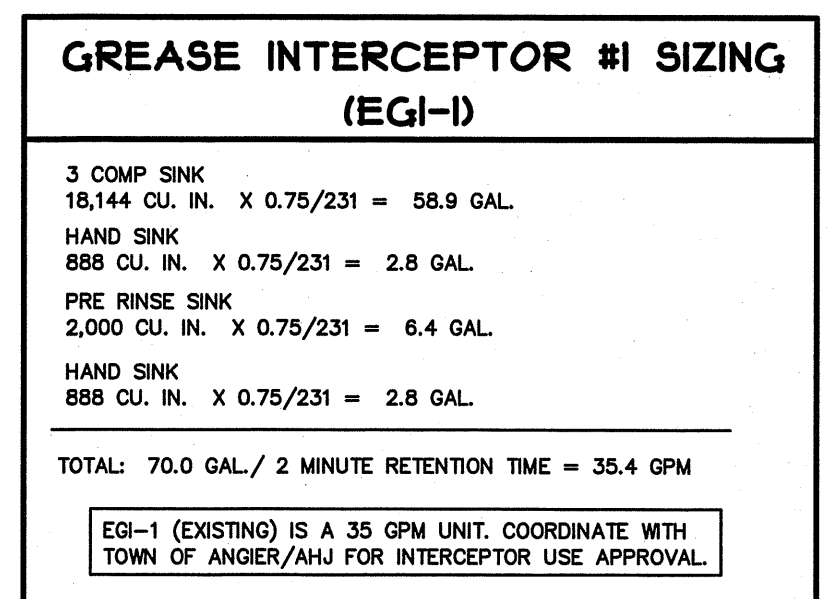 GREASE INTERCEPTOR #1 SIZING
(EGI-1)
3 COMP SINK
18,144 CU. IN. X 0.75/231 = 58.9 GAL.
HAND SINK
888 CU. IN. X 0.75/231 = 2.8 GAL.
PRE RINSE SINK
2,000 CU. IN. X 0.75/231 = 6.4 GAL.
HAND SINK
888 CU. IN. X 0.75/231 = 2.8 GAL.
TOTAL: 70.0 GAL./ 2 MINUTE RETENTION TIME = 35.4 GPM
EGI-1 (EXISTING) IS A 35 GPM UNIT. COORDINATE WITH
TOWN OF ANGIER/AHJ FOR INTERCEPTOR USE APPROVAL.